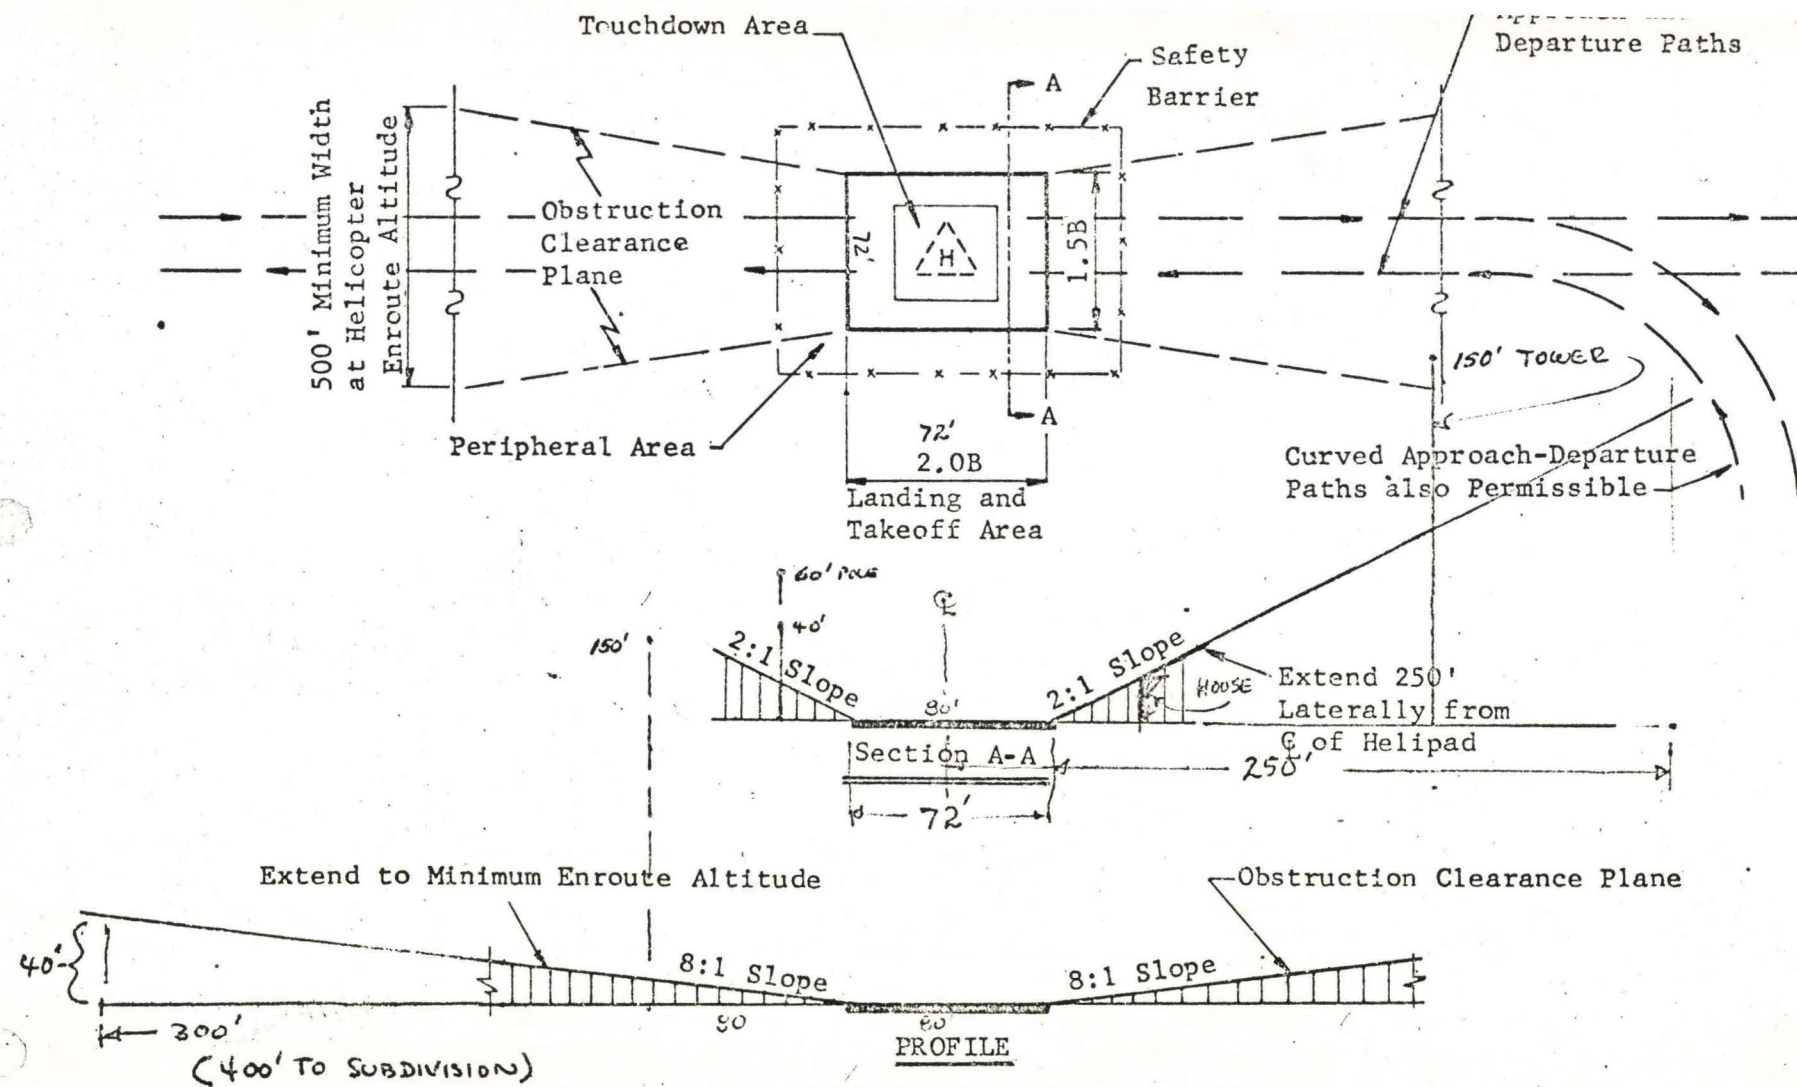 Touchdown Area
Departure Paths
Safety
Barrier
A
500' Minimum Width
at Helicopter
Enroute Altitude
Obstruction
Clearance
Plane
72'
H
1.5B
150' TOWER
A
Peripheral Area
72'
2.0B
Landing and
Takeoff Area
Curved Approach-Departure
Paths also Permissible
60' POLE
40'
150'
2:1 Slope
80'
2:1 Slope
HOUSE
Extend 250'
Laterally from
℄ of Helipad
℄
Section A-A
250'
72'
Extend to Minimum Enroute Altitude
Obstruction Clearance Plane
40'
8:1 Slope
8:1 Slope
300'
(400' TO SUBDIVISION)
80
PROFILE